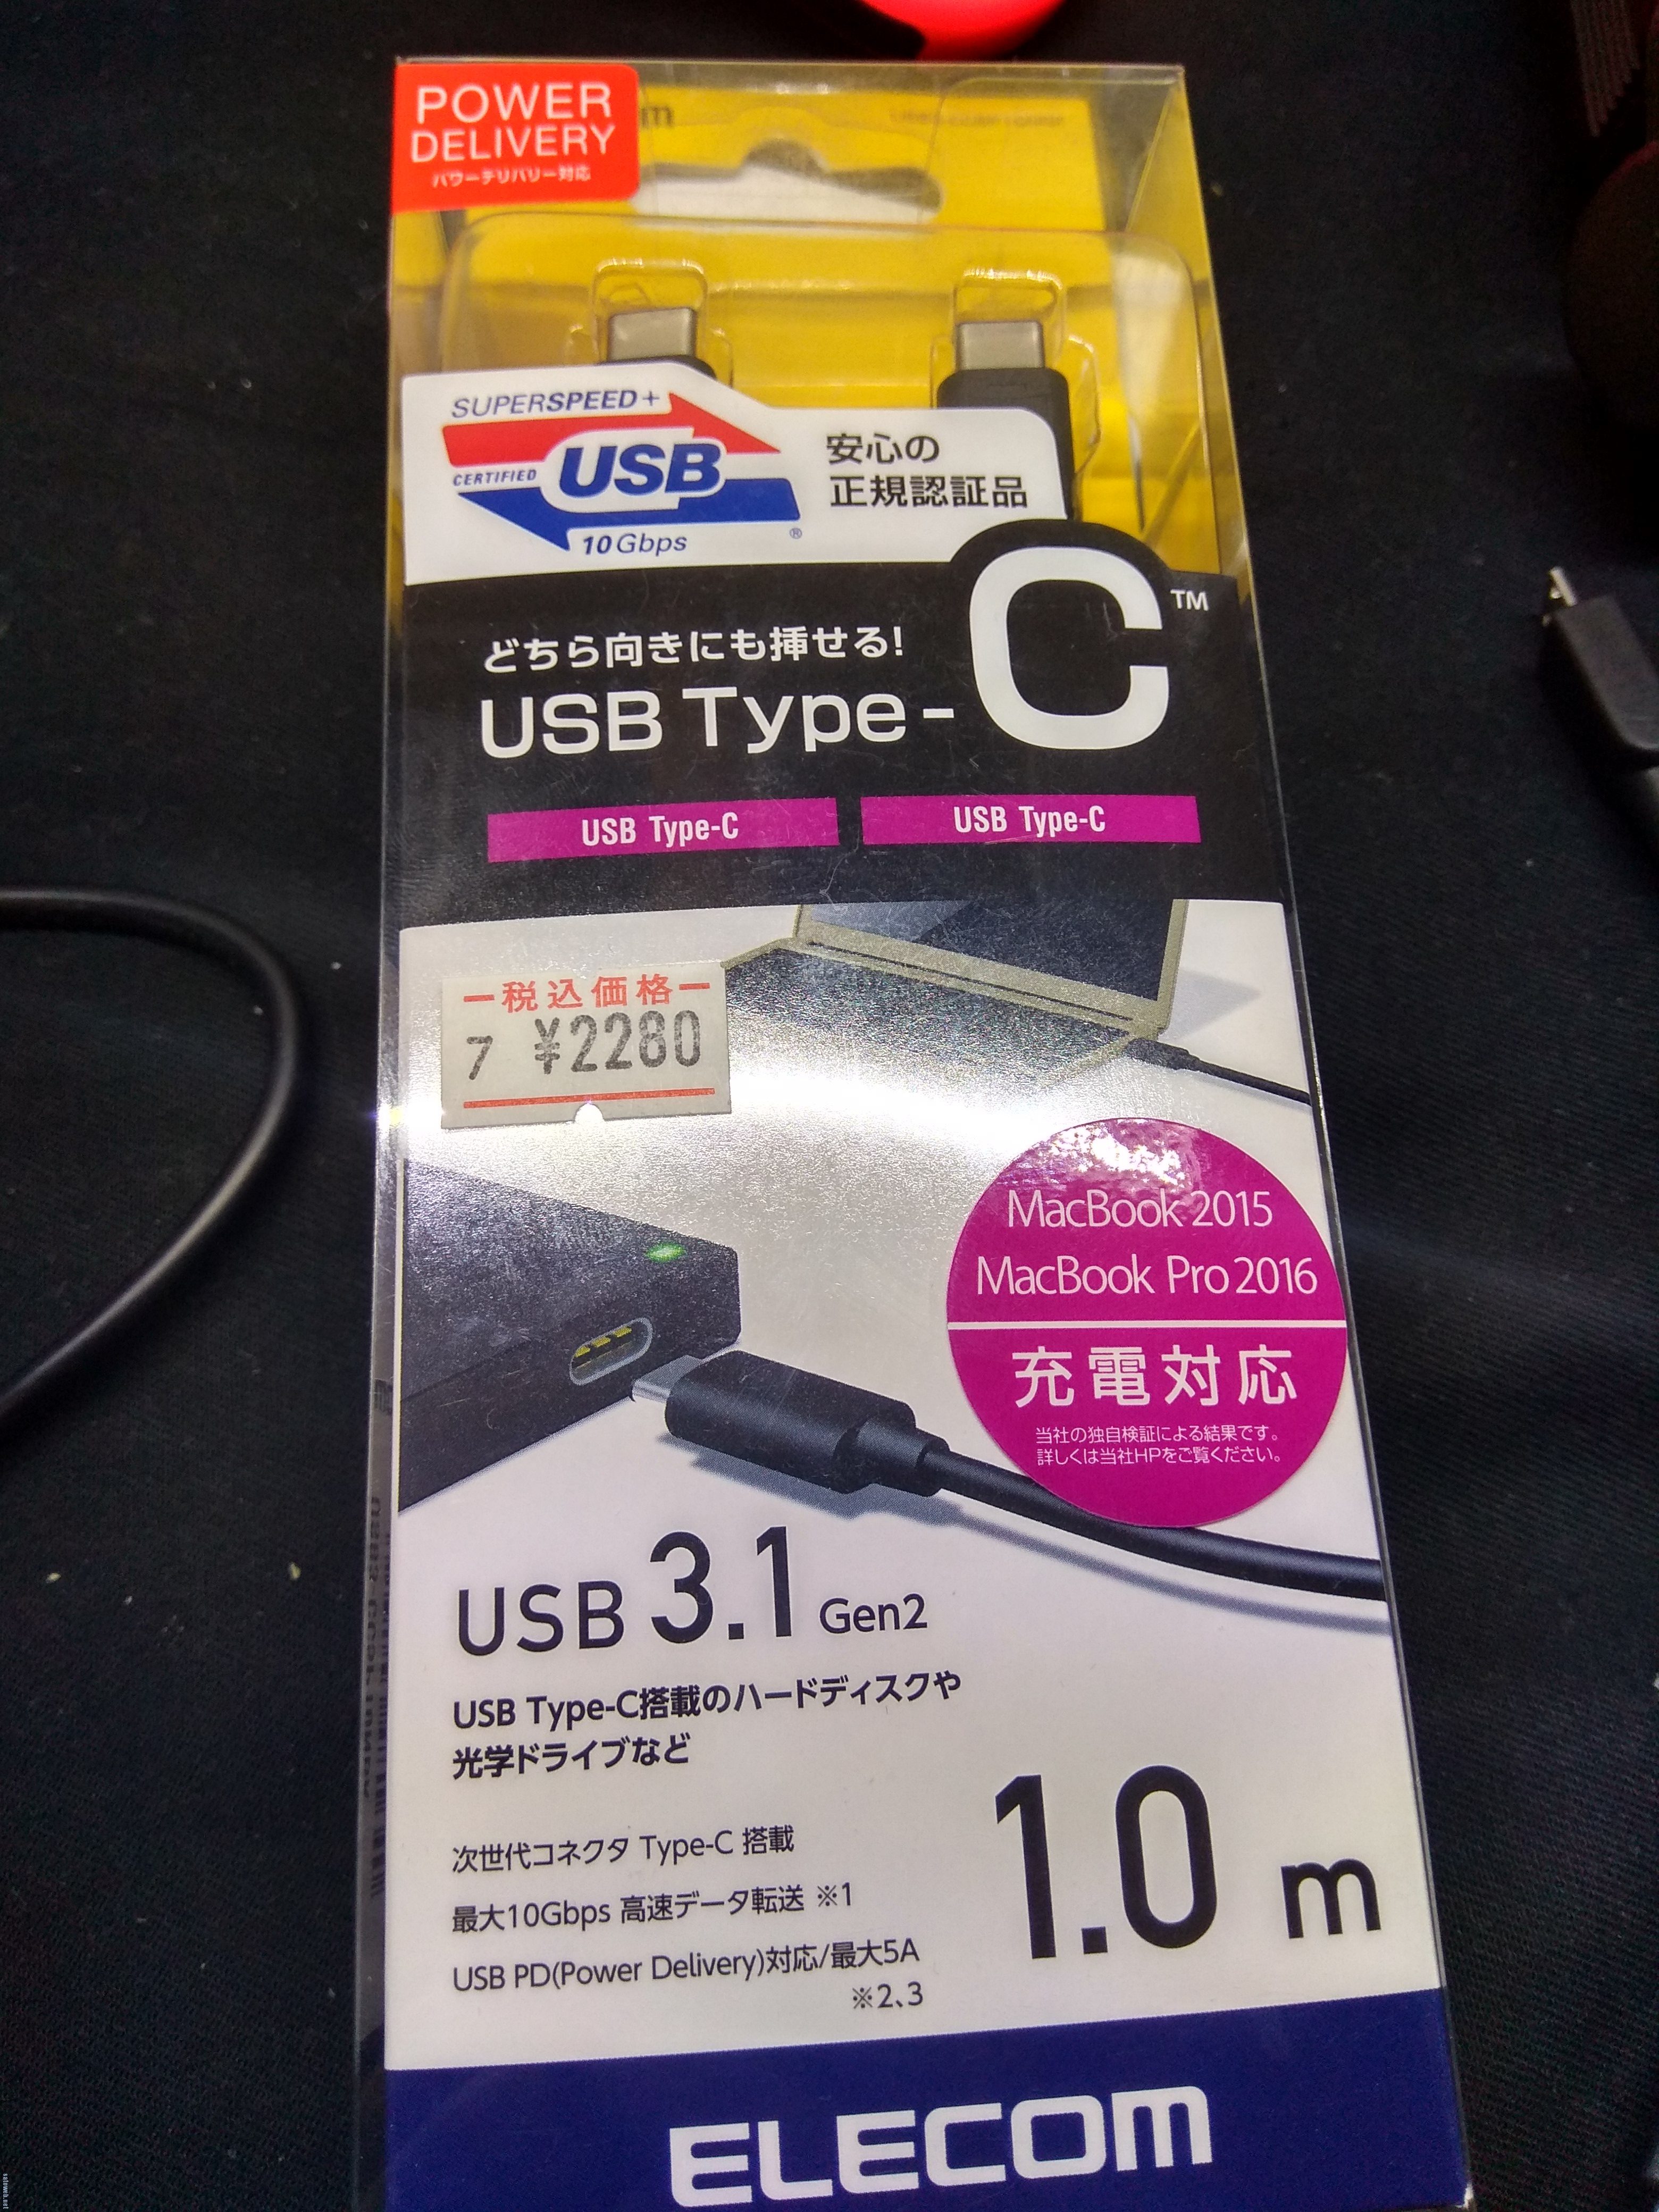 POWER
DELIVERY
パワーデリバリー対応
SUPERSPEED+
CERTIFIED
USB
®
10Gbps
安心の
正規認証品
どちら向きにも挿せる!
USB Type-C™
USB Type-C
USB Type-C
税込価格
7 ¥2280
MacBook 2015
MacBook Pro 2016
充電対応
当社の独自検証による結果です。
詳しくは当社HPをご覧ください。
USB 3.1 Gen2
USB Type-C搭載のハードディスクや
光学ドライブなど
次世代コネクタ Type-C 搭載
最大10Gbps 高速データ転送 ※1
USB PD(Power Delivery)対応/最大5A
※2、3
1.0 m
ELECOM